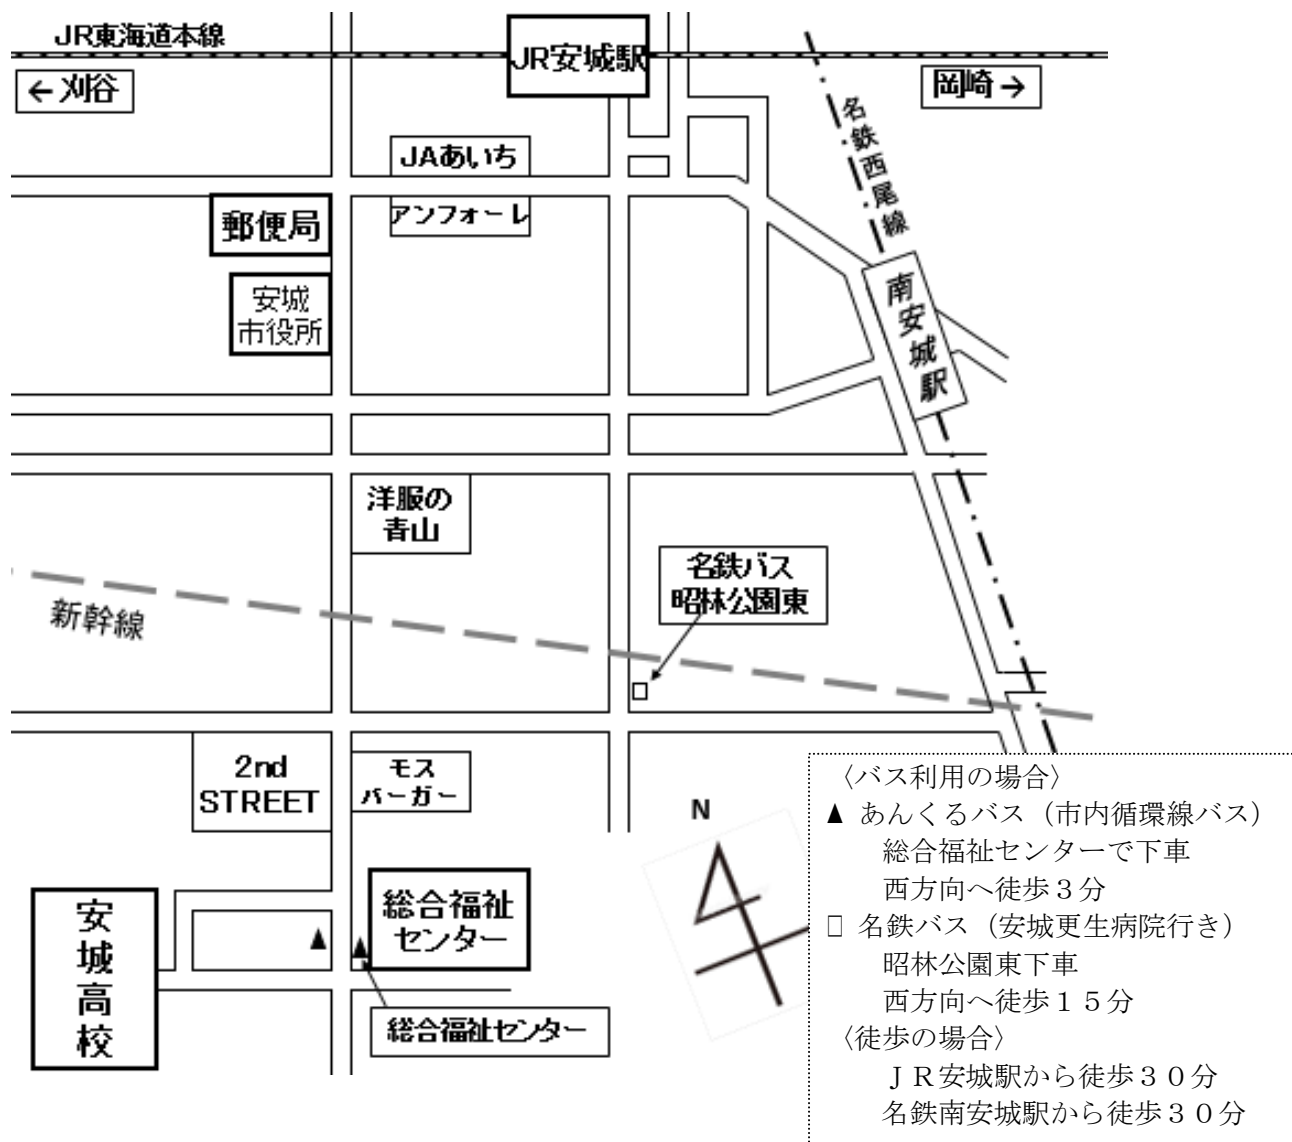 JR東海道本線
JR安城駅
←刈谷
岡崎→
名鉄西尾線
JAあいち
郵便局
アンフォーレ
安城
市役所
南安城駅
洋服の
青山
名鉄バス
昭林公園東
新幹線
2nd
STREET
モス
バーガー
N
安城高校
総合福祉
センター
総合福祉センター
〈バス利用の場合〉
▲ あんくるバス（市内循環線バス）
総合福祉センターで下車
西方向へ徒歩３分
□ 名鉄バス（安城更生病院行き）
昭林公園東下車
西方向へ徒歩１５分
〈徒歩の場合〉
ＪＲ安城駅から徒歩３０分
名鉄南安城駅から徒歩３０分